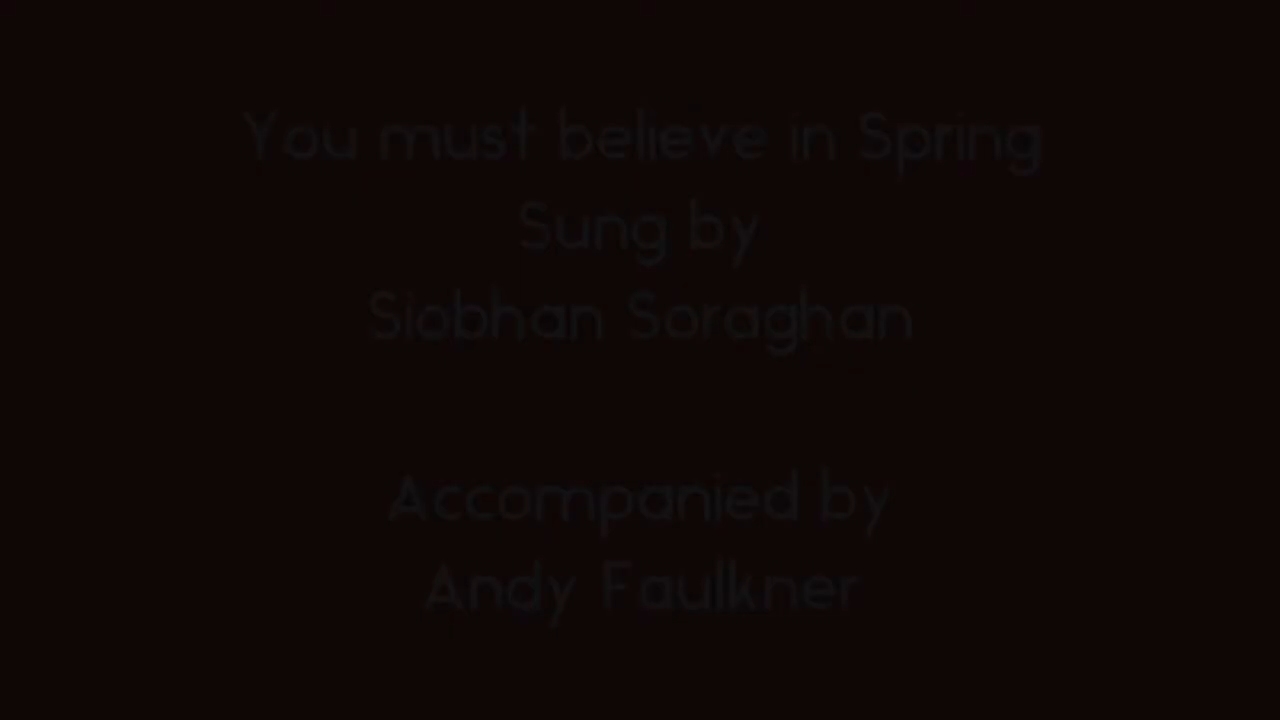 You must believe in Spring
Sung by
Siobhan Soraghan
Accompanied by
Andy Faulkner